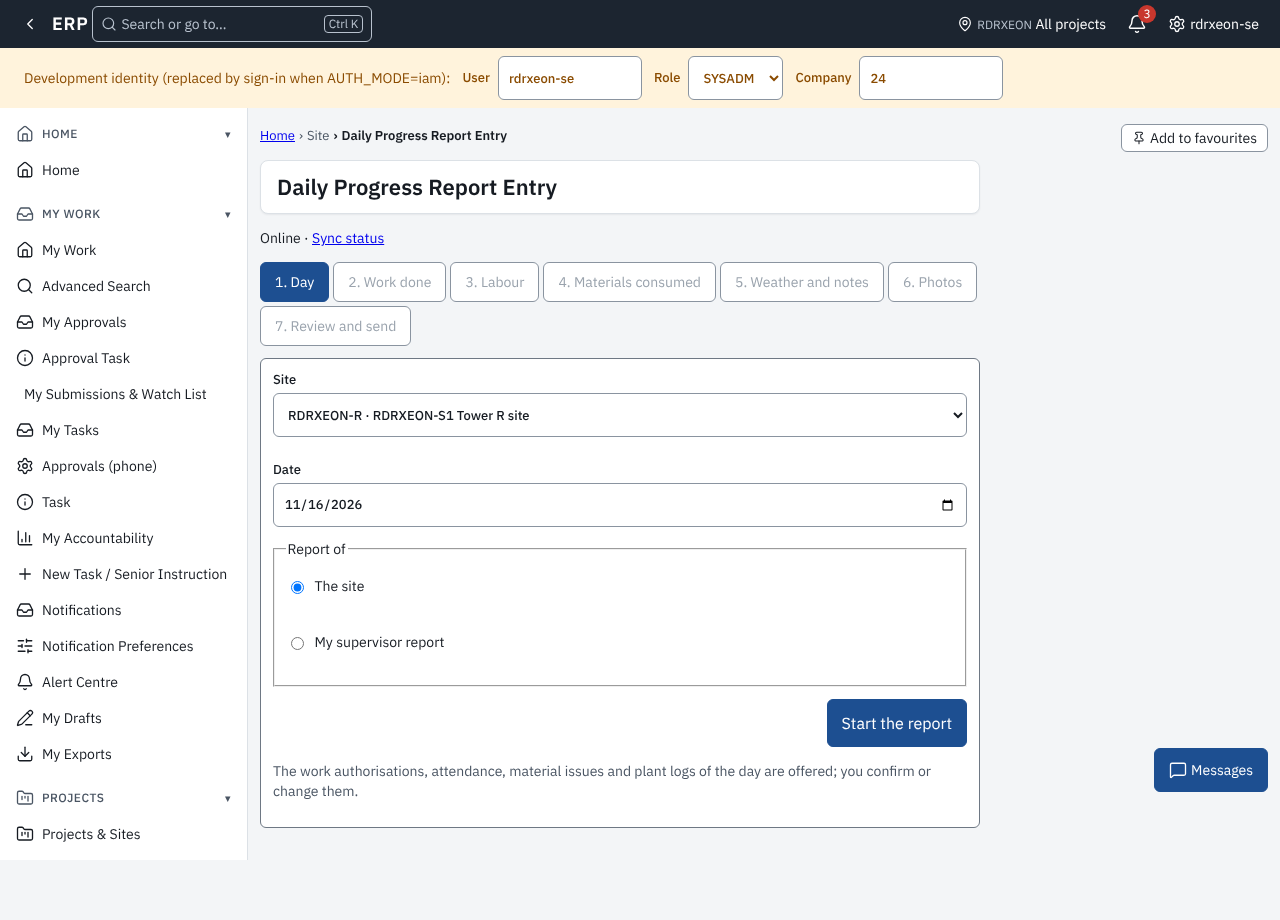 ERP
Search or go to...
Ctrl K
RDRXEON All projects
3
rdrxeon-se
Development identity (replaced by sign-in when AUTH_MODE=iam):
User
rdrxeon-se
Role
SYSADM
Company
24
HOME
Home
MY WORK
My Work
Advanced Search
My Approvals
Approval Task
My Submissions & Watch List
My Tasks
Approvals (phone)
Task
My Accountability
New Task / Senior Instruction
Notifications
Notification Preferences
Alert Centre
My Drafts
My Exports
PROJECTS
Projects & Sites
Home › Site › Daily Progress Report Entry
Add to favourites
Daily Progress Report Entry
Online · Sync status
1. Day
2. Work done
3. Labour
4. Materials consumed
5. Weather and notes
6. Photos
7. Review and send
Site
RDRXEON-R · RDRXEON-S1 Tower R site
Date
11/16/2026
Report of
The site
My supervisor report
Start the report
The work authorisations, attendance, material issues and plant logs of the day are offered; you confirm or
change them.
Messages